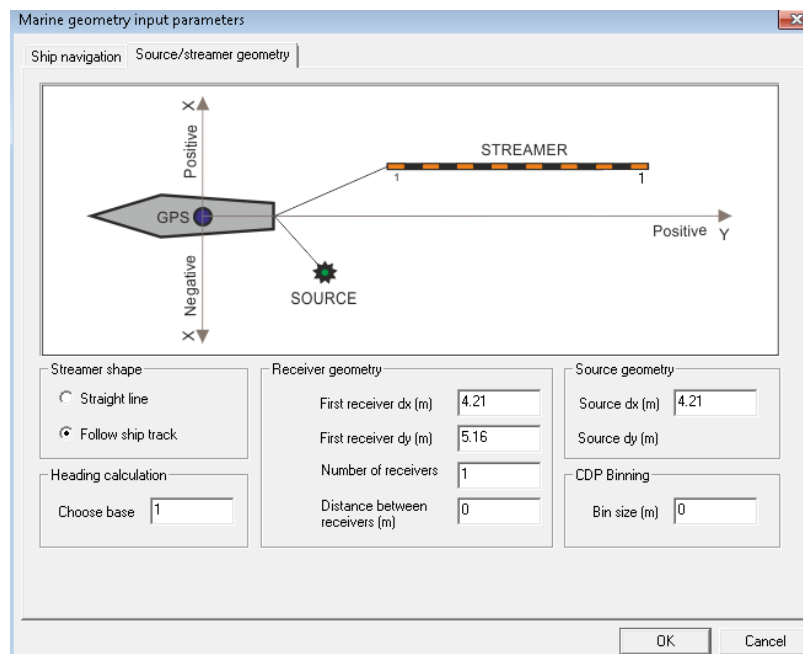 Marine geometry input parameters
Ship navigation
Source/streamer geometry
X
Positive
STREAMER
1
1
GPS
Positive Y
Negative
SOURCE
X
Streamer shape
Straight line
Follow ship track
Heading calculation
Choose base 1
Receiver geometry
First receiver dx (m) 4.21
First receiver dy (m) 5.16
Number of receivers 1
Distance between
receivers (m) 0
Source geometry
Source dx (m) 4.21
Source dy (m)
CDP Binning
Bin size (m) 0
OK
Cancel